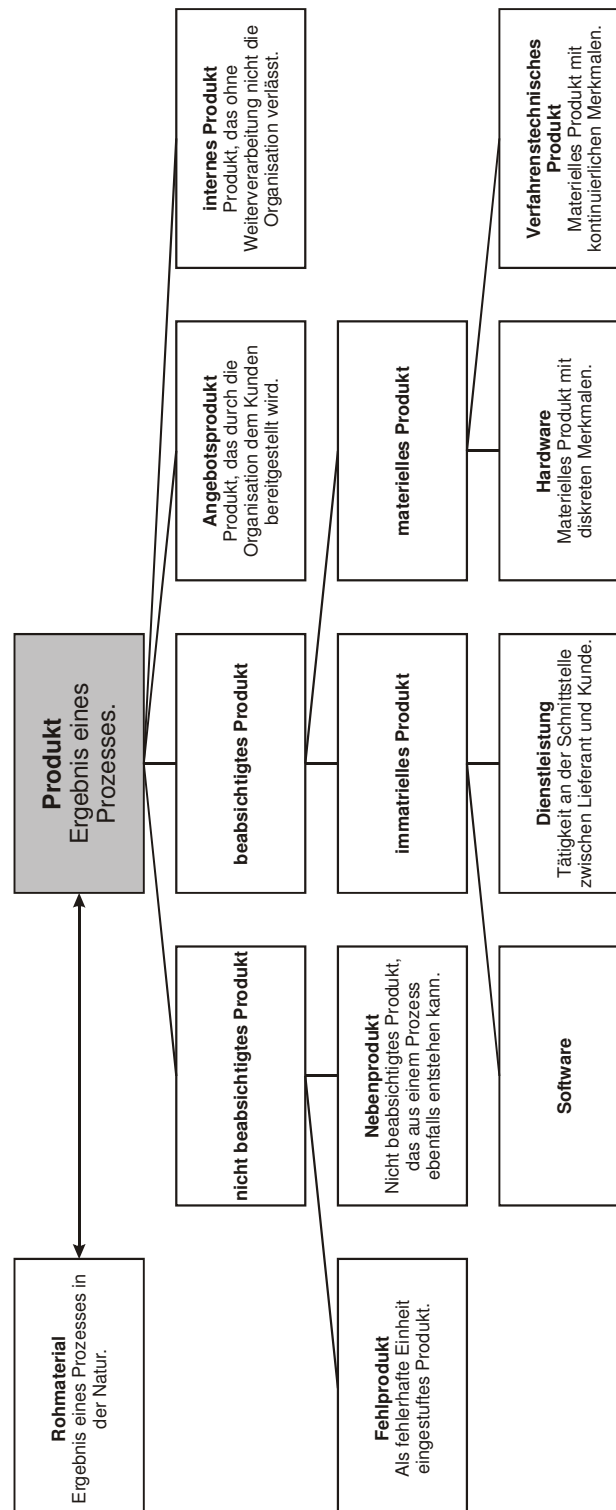 Rohmaterial
Ergebnis eines Prozesses in
der Natur.
Produkt
Ergebnis eines
Prozesses.
nicht beabsichtigtes Produkt
beabsichtigtes Produkt
Angebotsprodukt
Produkt, das durch die
Organisation dem Kunden
bereitgestellt wird.
internes Produkt
Produkt, das ohne
Weiterverarbeitung nicht die
Organisation verlässt.
Fehlprodukt
Als fehlerhafte Einheit
eingestuftes Produkt.
Nebenprodukt
Nicht beabsichtigtes Produkt,
das aus einem Prozess
ebenfalls entstehen kann.
immatrielles Produkt
materielles Produkt
Software
Dienstleistung
Tätigkeit an der Schnittstelle
zwischen Lieferant und Kunde.
Hardware
Materielles Produkt mit
diskreten Merkmalen.
Verfahrenstechnisches
Produkt
Materielles Produkt mit
kontinuierlichen Merkmalen.